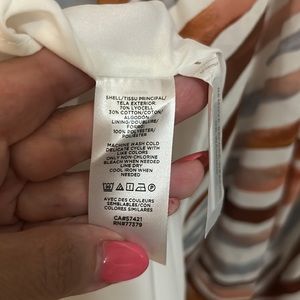 SHELL/TISSU PRINCIPAL/
TELA EXTERIOR:
70% LYOCELL
30% COTTON/COTON/
ALGODON
LINING/DOUBLURE/
FORRO:
100% POLYESTER/
POLIESTER
MACHINE WASH COLD
DELICATE CYCLE WITH
LIKE COLORS
ONLY NON-CHLORINE
BLEACH WHEN NEEDED
LINE DRY
COOL IRON WHEN
NEEDED
AVEC DES COULEURS
SEMBLABLES/CON
COLORES SIMILARES
CA#57421
RN#77379